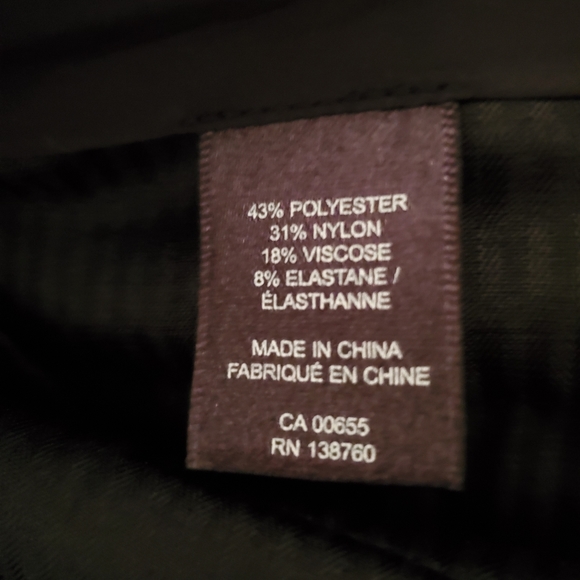 43% POLYESTER
31% NYLON
18% VISCOSE
8% ELASTANE /
ÉLASTHANNE
MADE IN CHINA
FABRIQUÉ EN CHINE
CA 00655
RN 138760